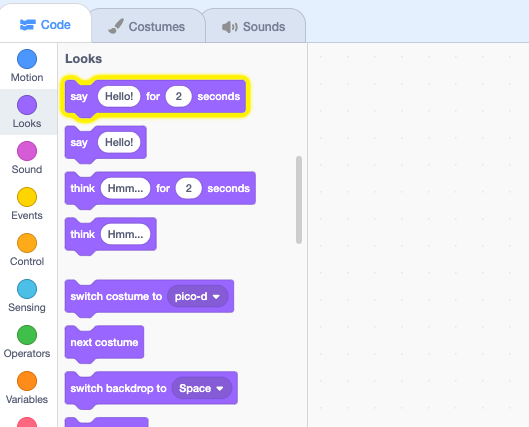 Code Costumes Sounds
Looks
Motion
say Hello! for 2 seconds
Looks
say Hello!
Sound
think Hmm... for 2 seconds
Events
think Hmm...
Control
Sensing
switch costume to pico-d
Operators
next costume
Variables
switch backdrop to Space